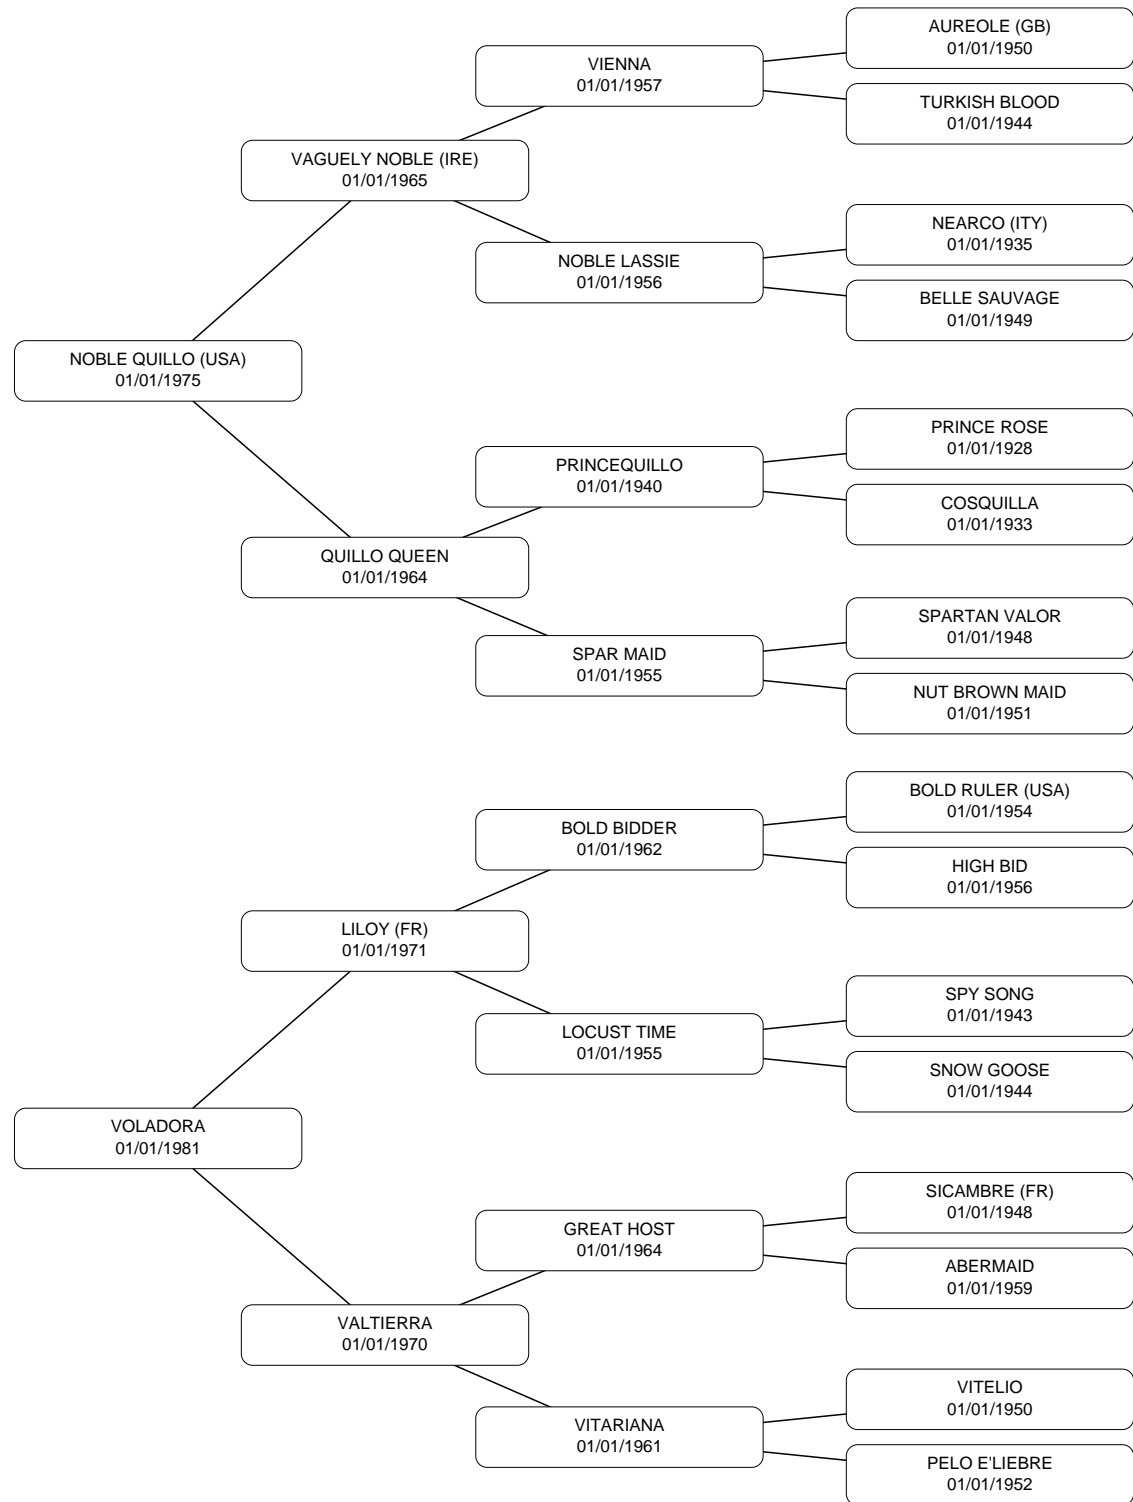 AUREOLE (GB)
01/01/1950
VIENNA
01/01/1957
TURKISH BLOOD
01/01/1944
VAGUELY NOBLE (IRE)
01/01/1965
NEARCO (ITY)
01/01/1935
NOBLE LASSIE
01/01/1956
BELLE SAUVAGE
01/01/1949
NOBLE QUILLO (USA)
01/01/1975
PRINCE ROSE
01/01/1928
PRINCEQUILLO
01/01/1940
COSQUILLA
01/01/1933
QUILLO QUEEN
01/01/1964
SPARTAN VALOR
01/01/1948
SPAR MAID
01/01/1955
NUT BROWN MAID
01/01/1951
BOLD RULER (USA)
01/01/1954
BOLD BIDDER
01/01/1962
HIGH BID
01/01/1956
LILOY (FR)
01/01/1971
SPY SONG
01/01/1943
LOCUST TIME
01/01/1955
SNOW GOOSE
01/01/1944
VOLADORA
01/01/1981
SICAMBRE (FR)
01/01/1948
GREAT HOST
01/01/1964
ABERMAID
01/01/1959
VALTIERRA
01/01/1970
VITELIO
01/01/1950
VITARIANA
01/01/1961
PELO E'LIEBRE
01/01/1952